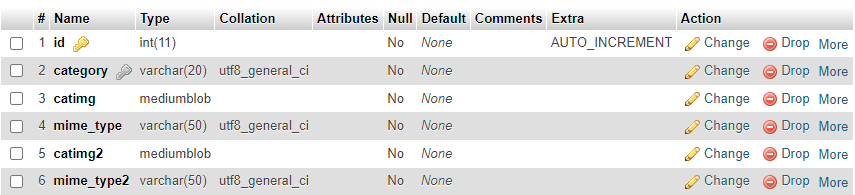 # Name Type Collation Attributes Null Default Comments Extra Action
1 id int(11) No None AUTO_INCREMENT Change Drop More
2 category varchar(20) utf8_general_ci No None Change Drop More
3 catimg mediumblob No None Change Drop More
4 mime_type varchar(50) utf8_general_ci No None Change Drop More
5 catimg2 mediumblob No None Change Drop More
6 mime_type2 varchar(50) utf8_general_ci No None Change Drop More